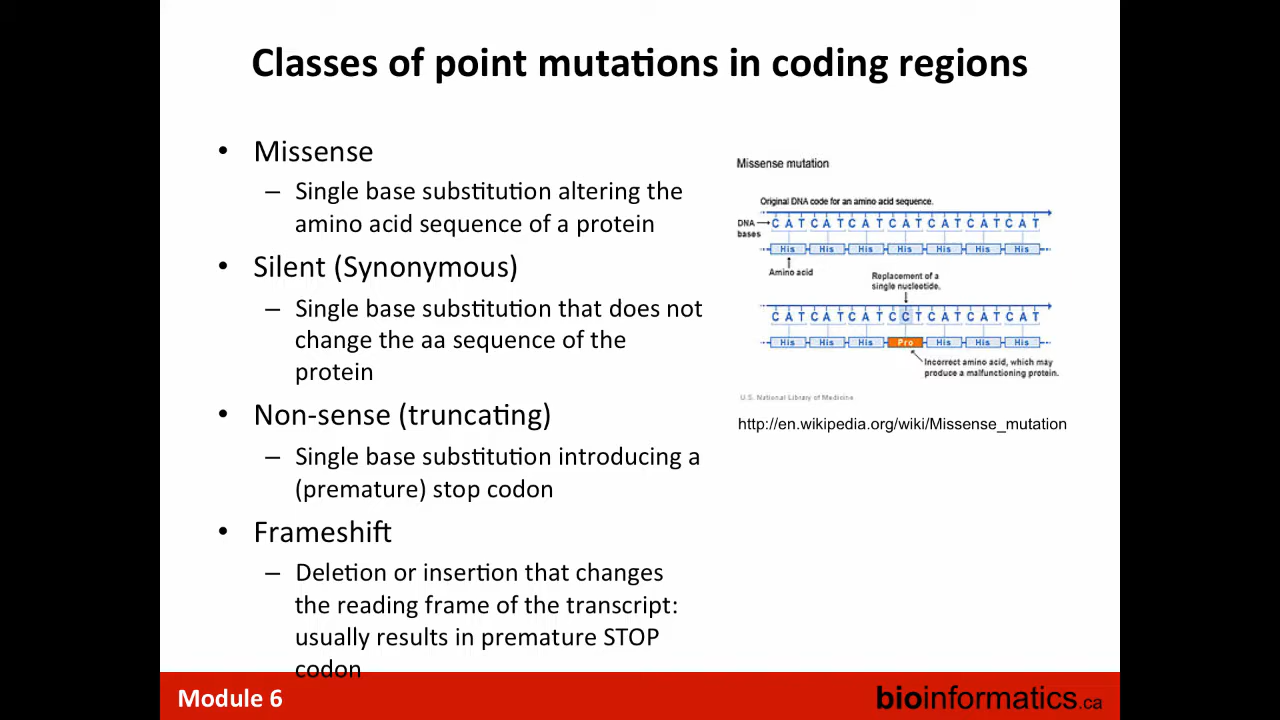 Classes of point mutations in coding regions
• Missense
– Single base substitution altering the
amino acid sequence of a protein
• Silent (Synonymous)
– Single base substitution that does not
change the aa sequence of the
protein
• Non-sense (truncating)
– Single base substitution introducing a
(premature) stop codon
• Frameshift
– Deletion or insertion that changes
the reading frame of the transcript:
usually results in premature STOP
codon
Missense mutation
Original DNA code for an amino acid sequence.
DNA bases
C A T C A T C A T C A T C A T C A T C A T
His His His His His His His
Amino acid
Replacement of a
single nucleotide.
C A T C A T C A T C C T C A T C A T C A T
His His His Pro His His His
Incorrect amino acid, which may
produce a malfunctioning protein.
U.S. National Library of Medicine
http://en.wikipedia.org/wiki/Missense_mutation
Module 6
bioinformatics.ca